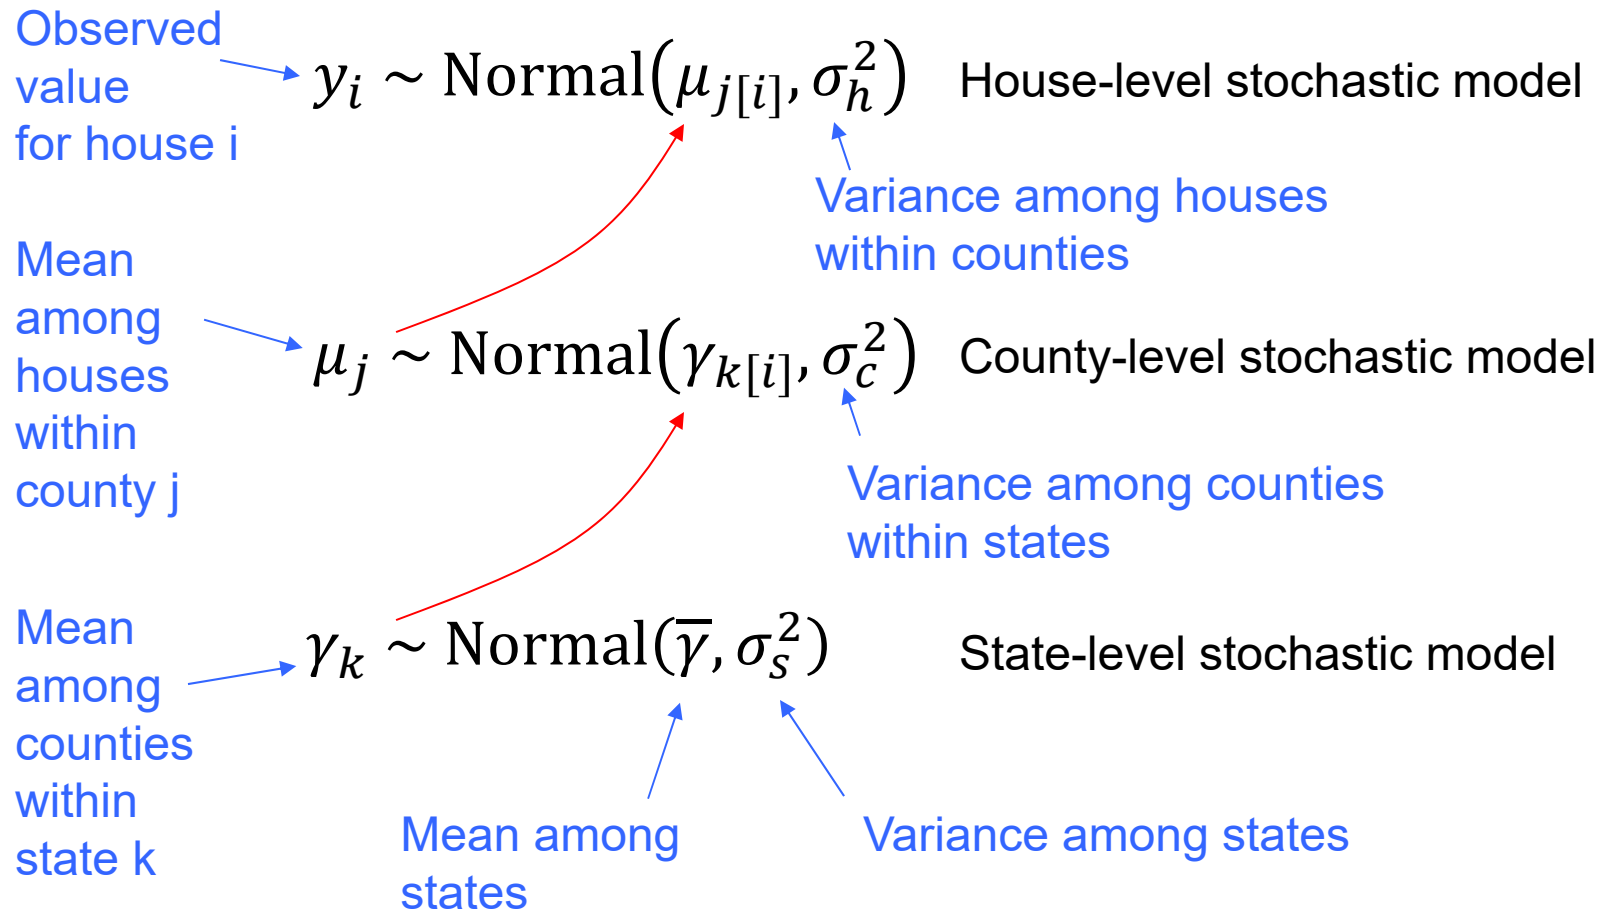 Observed
value
for house i
y_i ~ Normal(μ_{j[i]}, σ_h^2)
House-level stochastic model
Variance among houses
within counties
Mean
among
houses
within
county j
μ_j ~ Normal(γ_{k[i]}, σ_c^2)
County-level stochastic model
Variance among counties
within states
Mean
among
counties
within
state k
γ_k ~ Normal(γ̅, σ_s^2)
State-level stochastic model
Mean among
states
Variance among states